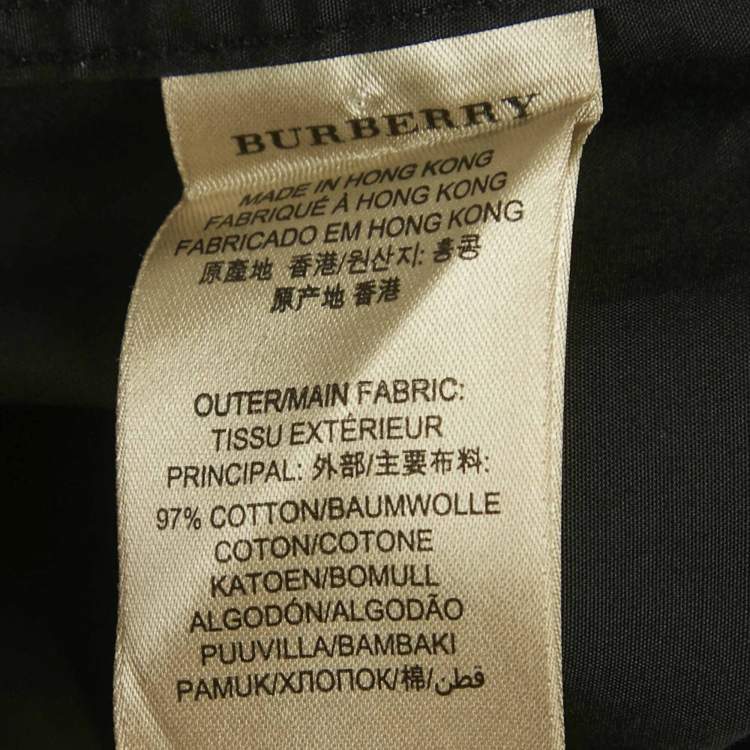 BURBERRY
MADE IN HONG KONG
FABRIQUÉ À HONG KONG
FABRICADO EM HONG KONG
原產地 香港/원산지: 홍콩
原产地 香港
OUTER/MAIN FABRIC:
TISSU EXTÉRIEUR
PRINCIPAL: 外部/主要布料:
97% COTTON/BAUMWOLLE
COTON/COTONE
KATOEN/BOMULL
ALGODÓN/ALGODÃO
PUUVILLA/BAMBAKI
PAMUK/ХЛОПОК/棉/قطن